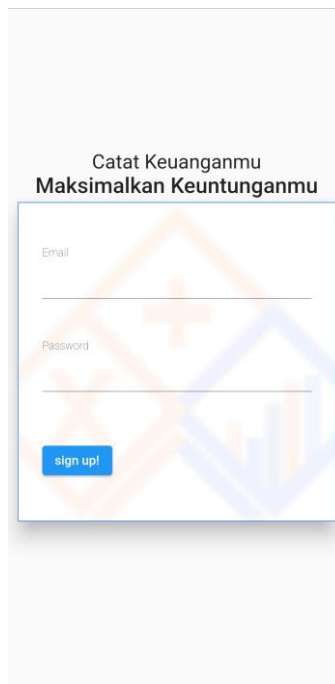 Catat Keuanganmu
Maksimalkan Keuntunganmu
Email
Password
sign up!